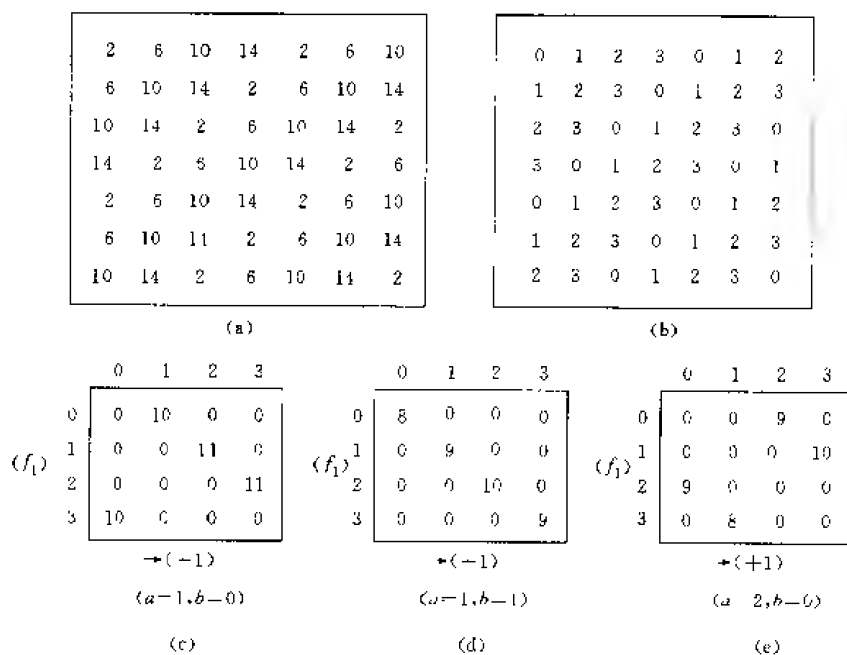 2 6 10 14 2 6 10
6 10 14 2 6 10 14
10 14 2 6 10 14 2
14 2 6 10 14 2 6
2 6 10 14 2 6 10
6 10 11 2 6 10 14
10 14 2 6 10 14 2
(a)
0 1 2 3 0 1 2
1 2 3 0 1 2 3
2 3 0 1 2 3 0
3 0 1 2 3 0 1
0 1 2 3 0 1 2
1 2 3 0 1 2 3
2 3 0 1 2 3 0
(b)
0 1 2 3
0 0 10 0 0
(f₁) 1 0 0 11 0
2 0 0 0 11
3 10 0 0 0
→(-1)
(a=1,b=0)
(c)
0 1 2 3
0 8 0 0 0
(f₁) 1 0 9 0 0
2 0 0 10 0
3 0 0 0 9
→(-1)
(a=1,b=1)
(d)
0 1 2 3
0 0 0 9 0
(f₁) 1 0 0 0 10
2 9 0 0 0
3 0 8 0 0
→(+1)
(a 2,b=0)
(e)